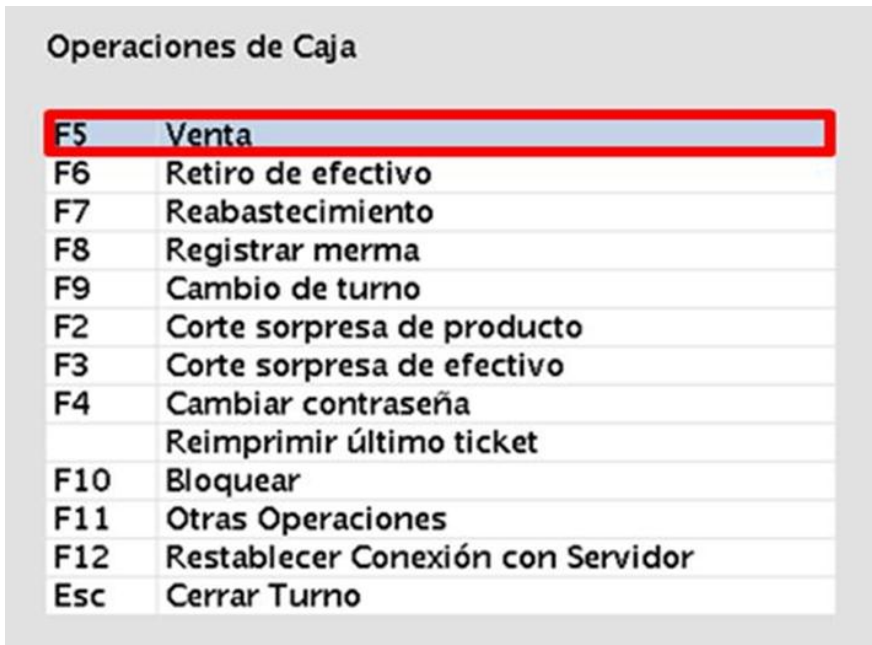 Operaciones de Caja
F5 Venta
F6 Retiro de efectivo
F7 Reabastecimiento
F8 Registrar merma
F9 Cambio de turno
F2 Corte sorpresa de producto
F3 Corte sorpresa de efectivo
F4 Cambiar contraseña
Reimprimir último ticket
F10 Bloquear
F11 Otras Operaciones
F12 Restablecer Conexión con Servidor
Esc Cerrar Turno